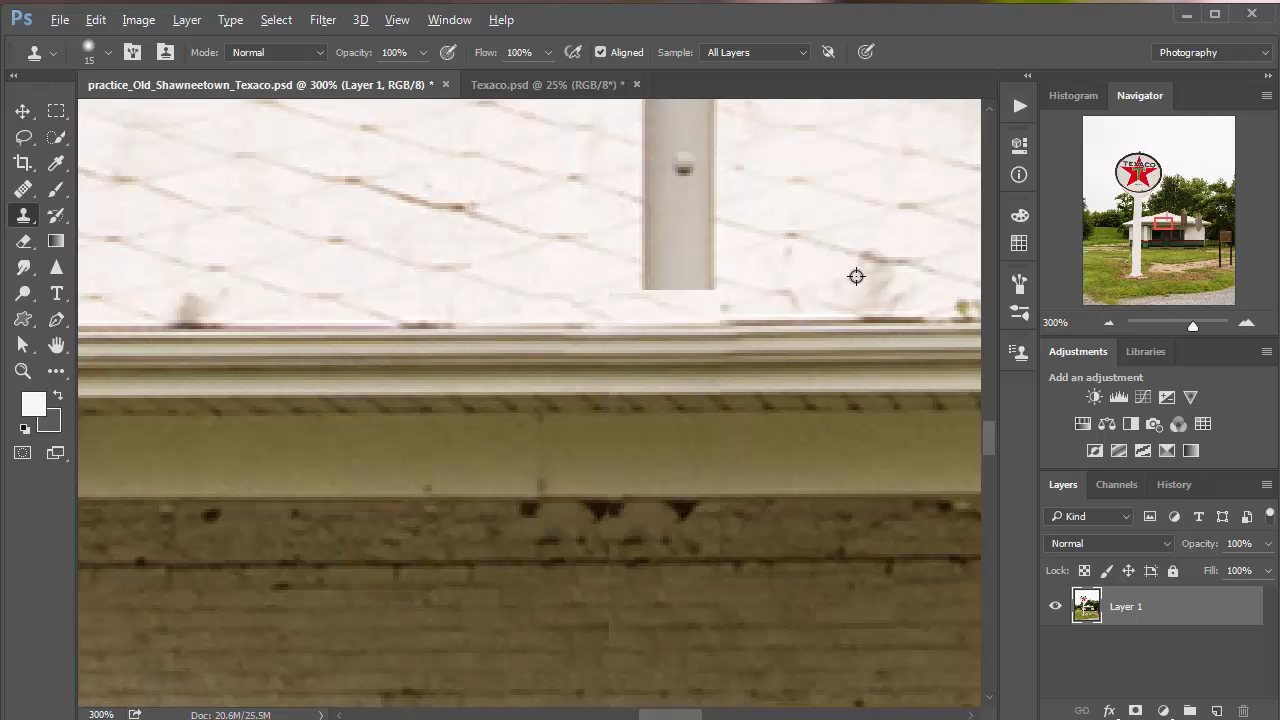 Ps File Edit Image Layer Type Select Filter 3D View Window Help
15 Mode: Normal Opacity: 100% Flow: 100% Aligned Sample: All Layers Photography
practice_Old_Shawneetown_Texaco.psd @ 300% (Layer 1, RGB/8) * × Texaco.psd @ 25% (RGB/8*) * ×
Histogram Navigator
TEXACO
300%
Adjustments Libraries
Add an adjustment
Layers Channels History
Kind
Normal Opacity: 100%
Lock: Fill: 100%
Layer 1
fx
300% Doc: 20.6M/25.5M